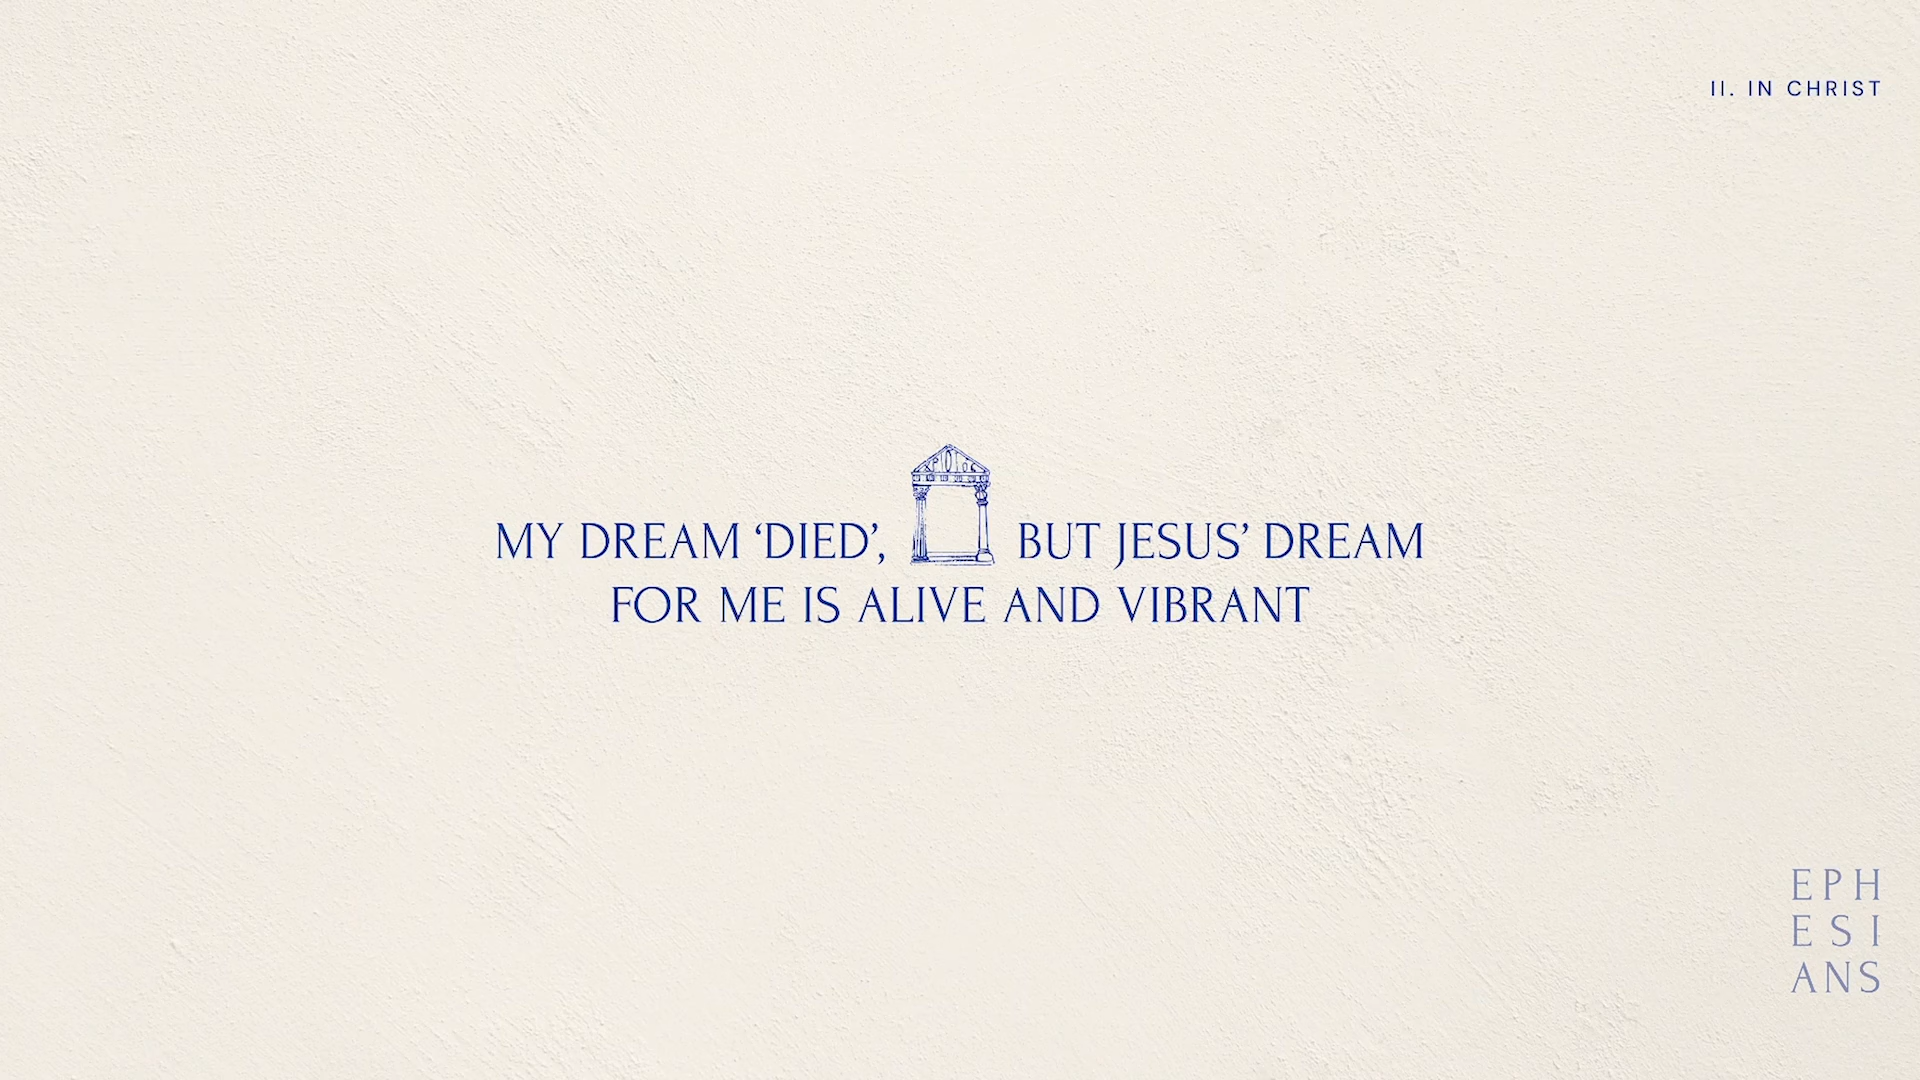 II. IN CHRIST
MY DREAM ‘DIED’, BUT JESUS’ DREAM
FOR ME IS ALIVE AND VIBRANT
EPH
ESI
ANS